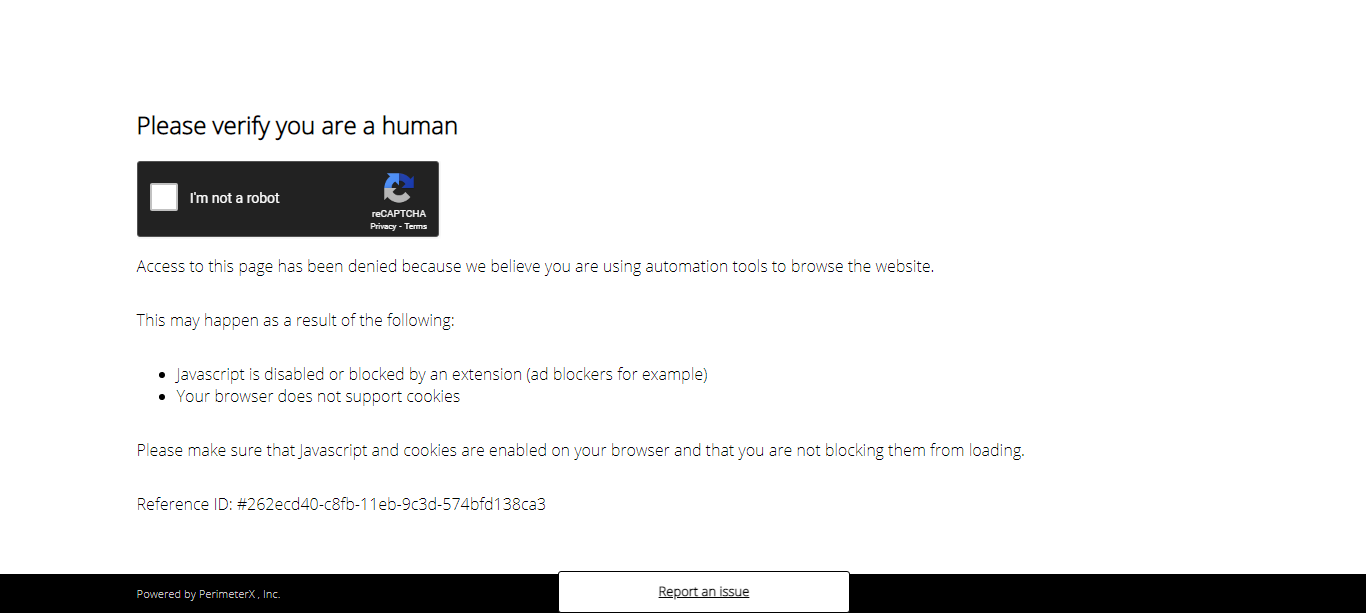 Please verify you are a human
I'm not a robot
reCAPTCHA
Privacy - Terms
Access to this page has been denied because we believe you are using automation tools to browse the website.
This may happen as a result of the following:
Javascript is disabled or blocked by an extension (ad blockers for example)
Your browser does not support cookies
Please make sure that Javascript and cookies are enabled on your browser and that you are not blocking them from loading.
Reference ID: #262ecd40-c8fb-11eb-9c3d-574bfd138ca3
Powered by PerimeterX, Inc.
Report an issue